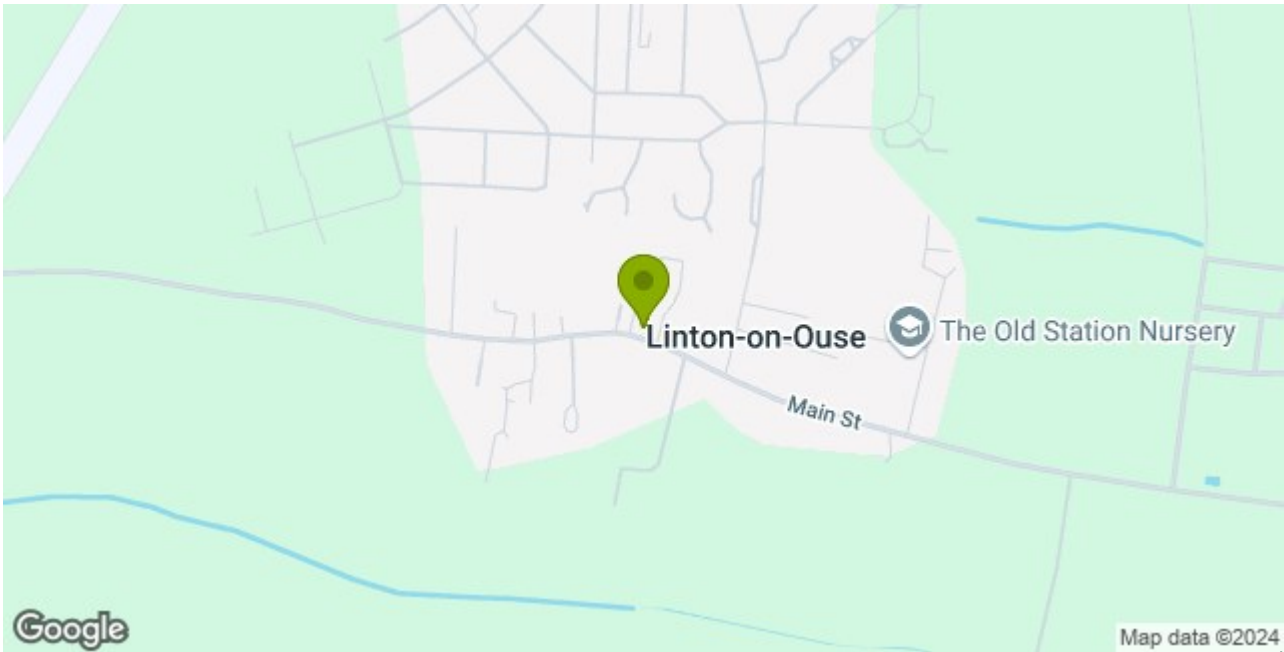 Linton-on-Ouse
The Old Station Nursery
Main St
Google
Map data ©2024